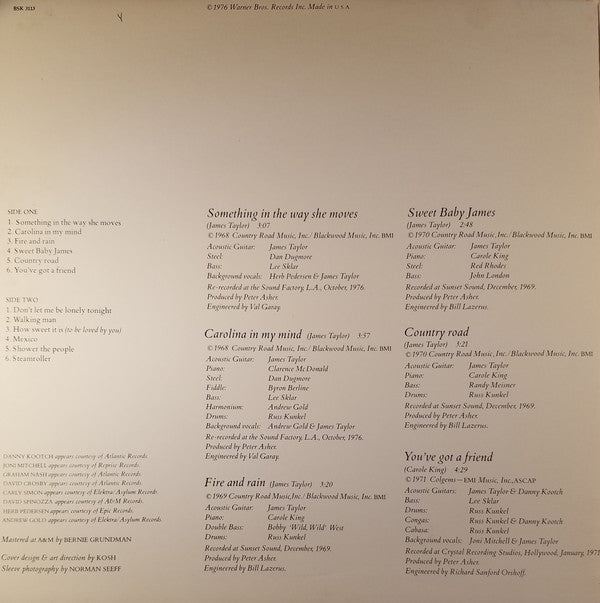 BSK 3113
© 1976 Warner Bros. Records Inc. Made in U.S.A.
SIDE ONE
1. Something in the way she moves
2. Carolina in my mind
3. Fire and rain
4 Sweet Baby James
5. Country road
6. You've got a friend
SIDE TWO
1. Don't let me be lonely tonight
2. Walking man
3. How sweet it is (to be loved by you)
4. Mexico
5. Shower the people
6. Steamroller
DANNY KOOTCH appears courtesy of Atlantic Records.
JONI MITCHELL appears courtesy of Reprise Records.
GRAHAM NASH appears courtesy of Atlantic Records.
DAVID CROSBY appears courtesy of Atlantic Records.
CARLY SIMON appears courtesy of Elektra/Asylum Records.
DAVID SPINOZZA appears courtesy of A&M Records.
HERB PEDERSEN appears courtesy of Epic Records.
ANDREW GOLD appears courtesy of Elektra/Asylum Records.
Mastered at A&M by BERNIE GRUNDMAN
Cover design & art direction by KOSH
Sleeve photography by NORMAN SEEFF
Something in the way she moves
(James Taylor) 3:07
© 1968 Country Road Music, Inc./Blackwood Music, Inc. BMI
Acoustic Guitar: James Taylor
Steel: Dan Dugmore
Bass: Lee Sklar
Background vocals: Herb Pedersen & James Taylor
Re-recorded at the Sound Factory, L.A., October, 1976.
Produced by Peter Asher.
Engineered by Val Garay.
Carolina in my mind (James Taylor) 3:57
© 1968 Country Road Music, Inc./Blackwood Music, Inc. BMI
Acoustic Guitar: James Taylor
Piano: Clarence McDonald
Steel: Dan Dugmore
Fiddle: Byron Berline
Bass: Lee Sklar
Harmonium: Andrew Gold
Drums: Russ Kunkel
Background vocals: Andrew Gold & James Taylor
Re-recorded at the Sound Factory, L.A., October, 1976.
Produced by Peter Asher.
Engineered by Val Garay.
Fire and rain (James Taylor) 3:20
© 1969 Country Road Music,Inc./Blackwood Music, Inc. BMI
Acoustic Guitar: James Taylor
Piano: Carole King
Double Bass: Bobby 'Wild, Wild' West
Drums: Russ Kunkel
Recorded at Sunset Sound, December, 1969.
Produced by Peter Asher.
Engineered by Bill Lazerus.
Sweet Baby James
(James Taylor) 2:48
© 1970 Country Road Music, Inc./Blackwood Music, Inc. BMI
Acoustic Guitar: James Taylor
Piano: Carole King
Steel: Red Rhodes
Bass: John London
Recorded at Sunset Sound, December, 1969.
Produced by Peter Asher.
Engineered by Bill Lazerus.
Country road
(James Taylor) 3:21
© 1970 Country Road Music, Inc./Blackwood Music, Inc. BMI
Acoustic Guitar: James Taylor
Piano: Carole King
Bass: Randy Meisner
Drums: Russ Kunkel
Recorded at Sunset Sound, December, 1969.
Produced by Peter Asher.
Engineered by Bill Lazerus.
You've got a friend
(Carole King) 4:29
© 1971 Colgems—EMI Music, Inc., ASCAP
Acoustic Guitars: James Taylor & Danny Kootch
Bass: Lee Sklar
Drums: Russ Kunkel
Congas: Russ Kunkel & Danny Kootch
Cabasa: Russ Kunkel
Background vocals: Joni Mitchell & James Taylor
Recorded at Crystal Recording Studios, Hollywood, January, 1971
Produced by Peter Asher.
Engineered by Richard Sanford Orshoff.